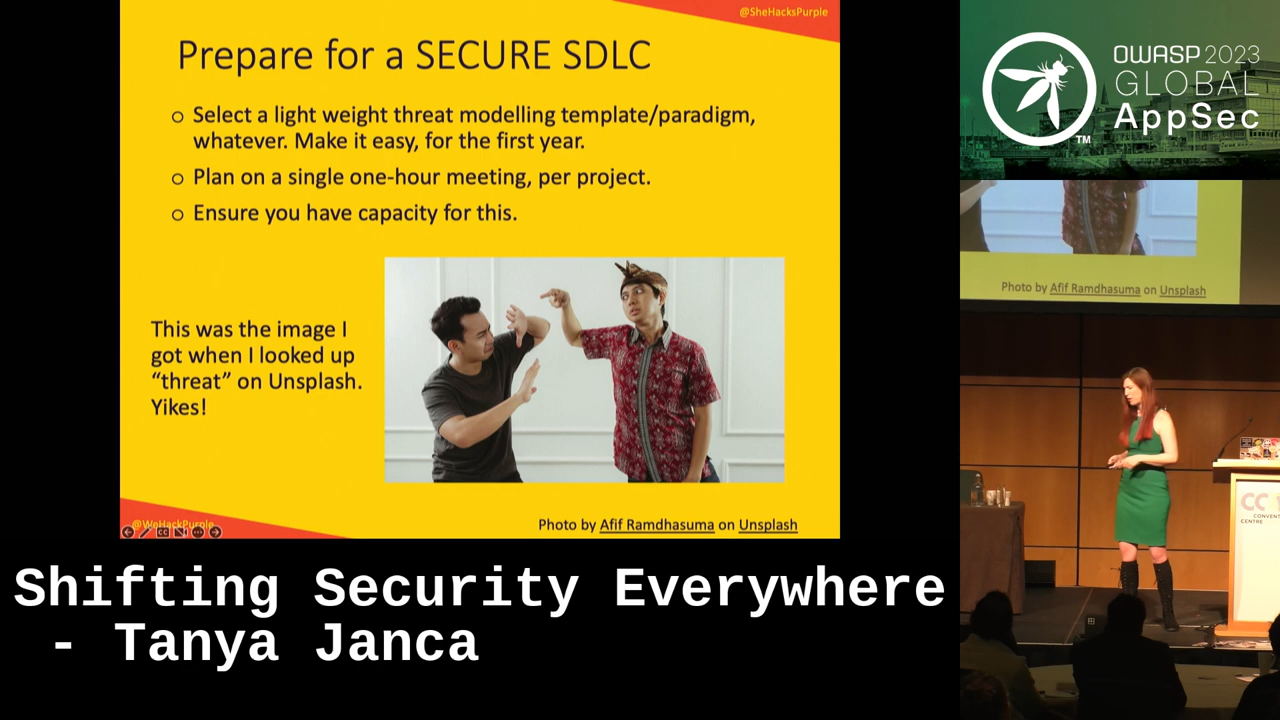 @SheHacksPurple
Prepare for a SECURE SDLC
o Select a light weight threat modelling template/paradigm,
whatever. Make it easy, for the first year.
o Plan on a single one-hour meeting, per project.
o Ensure you have capacity for this.
This was the image I
got when I looked up
“threat” on Unsplash.
Yikes!
@WeHackPurple
CC
Photo by Afif Ramdhasuma on Unsplash
Shifting Security Everywhere
- Tanya Janca
OWASP 2023
GLOBAL
AppSec
TM
Photo by Afif Ramdhasuma on Unsplash
CENTRE